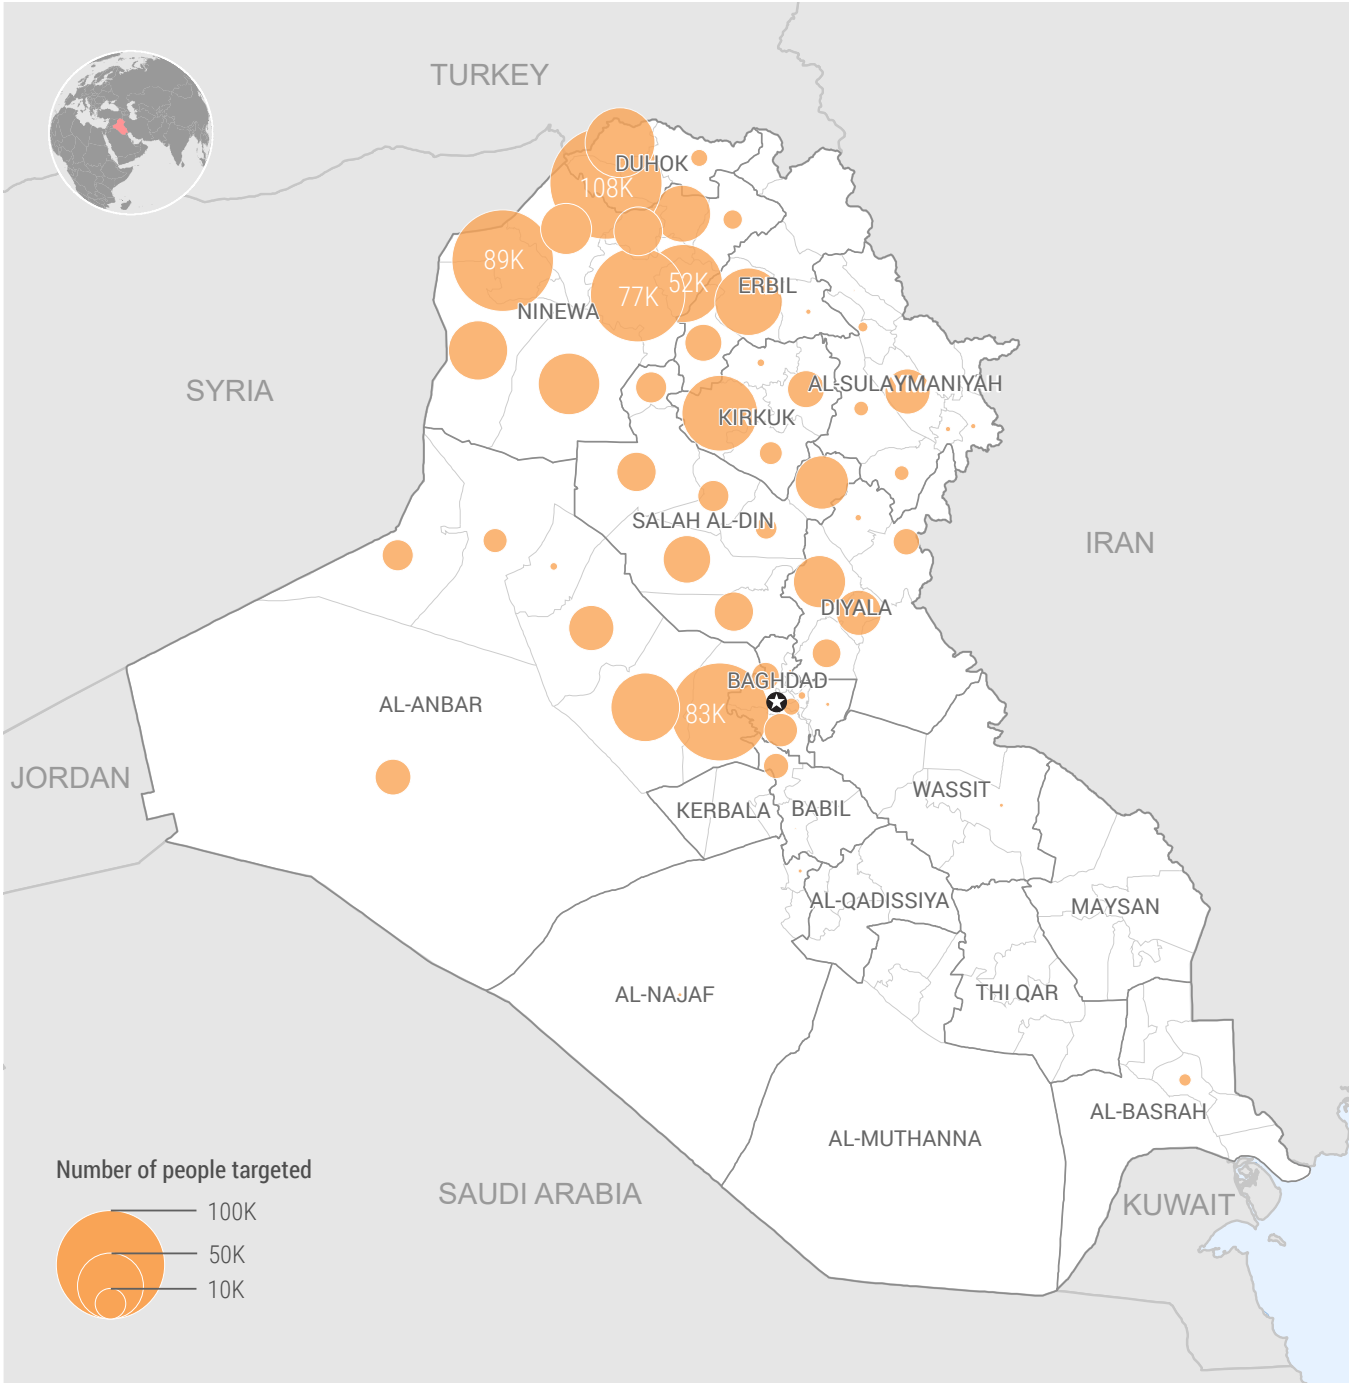 TURKEY
DUHOK
108K
89K
52K
77K
ERBIL
NINEWA
SYRIA
AL-SULAYMANIYAH
KIRKUK
SALAH AL-DIN
IRAN
DIYALA
BAGHDAD
AL-ANBAR
83K
JORDAN
WASSIT
KERBALA
BABIL
AL-QADISSIYA
MAYSAN
AL-NAJAF
THI QAR
AL-BASRAH
AL-MUTHANNA
Number of people targeted
SAUDI ARABIA
KUWAIT
100K
50K
10K